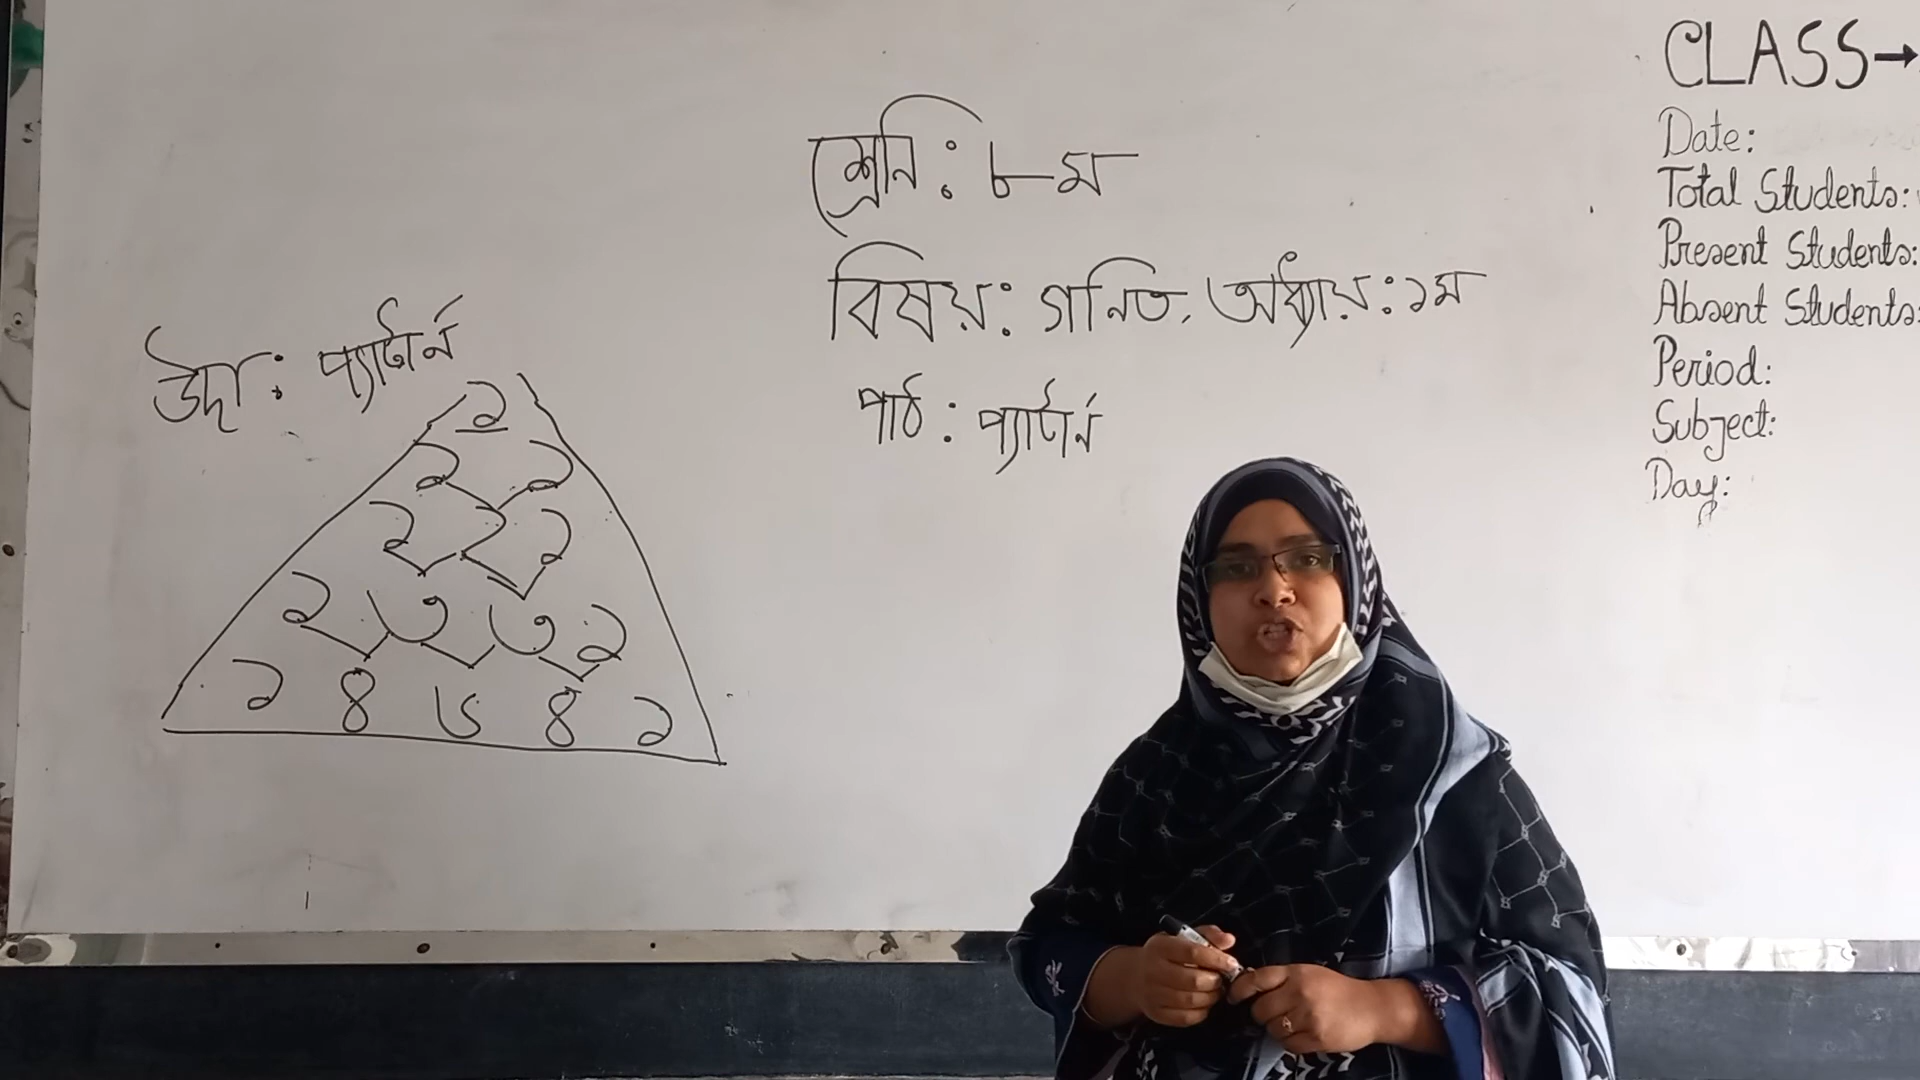 শ্রেনি: ৮ম
বিষয়: গনিত, অধ্যায়: ১ম
পাঠ: প্যাটার্ন
উদা: প্যাটার্ন
১
১ ১
১ ২ ১
১ ৩ ৩ ১
১ ৪ ৬ ৪ ১
CLASS→
Date:
Total Students:
Present Students:
Absent Students:
Period:
Subject:
Day: